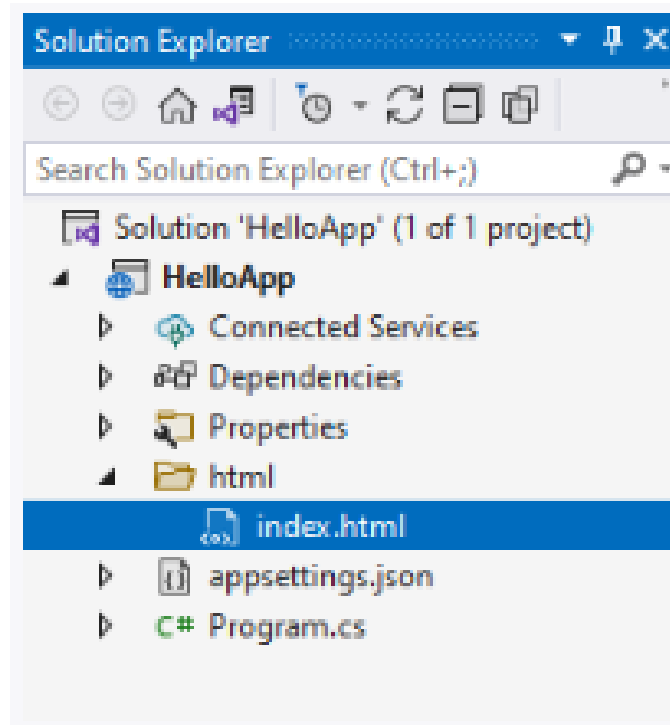 Solution Explorer
Search Solution Explorer (Ctrl+;)
Solution 'HelloApp' (1 of 1 project)
HelloApp
Connected Services
Dependencies
Properties
html
index.html
appsettings.json
C# Program.cs